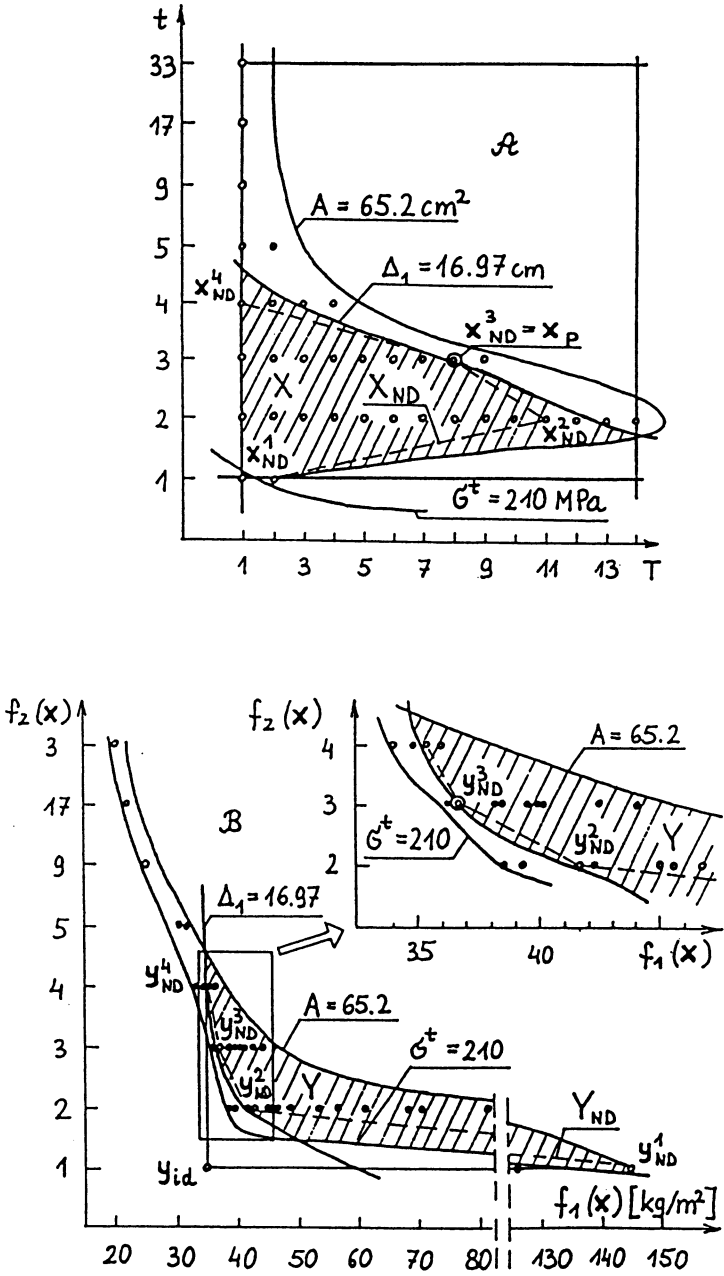 t
33
𝒜
17
9
A = 65.2 cm²
5
Δ₁ = 16.97 cm
x⁴ND
4
x³ND = xP
3
X
XND
2
x²ND
x¹ND
1
σᵗ = 210 MPa
1 3 5 7 9 11 13 T
f₂(x)
f₂(x)
3
4
A = 65.2
17
ℬ
y³ND
3
9
σᵗ = 210
y²ND
Y
2
Δ₁ = 16.97
5
35 40 f₁(x)
y⁴ND
4
A = 65.2
y³ND
3
σᵗ = 210
y²ND
Y
2
YND
y¹ND
1
yid
f₁(x) [kg/m²]
20 30 40 50 60 70 80 130 140 150